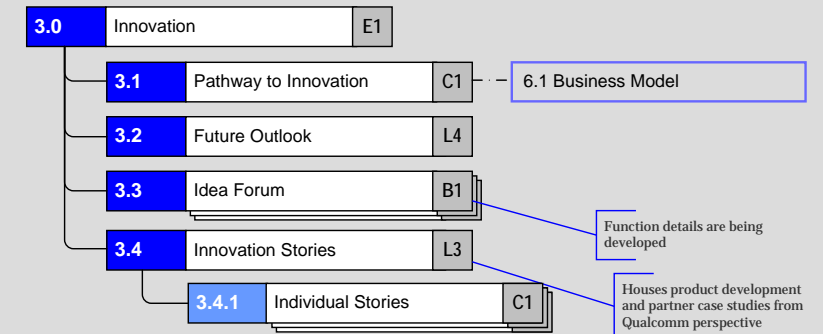 3.0 Innovation E1
3.1 Pathway to Innovation C1 6.1 Business Model
3.2 Future Outlook L4
3.3 Idea Forum B1
Function details are being
developed
3.4 Innovation Stories L3
Houses product development
and partner case studies from
Qualcomm perspective
3.4.1 Individual Stories C1